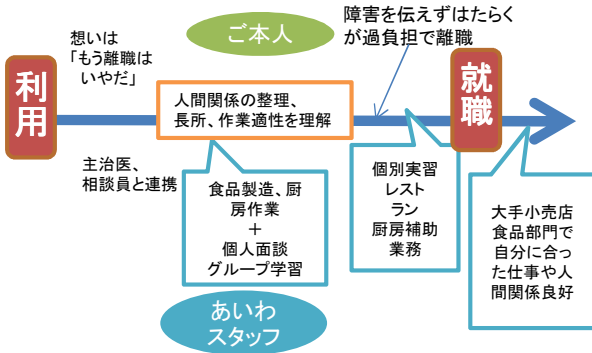 ご本人
障害を伝えずはたらく
が過負担で離職
想いは
「もう離職は
いやだ」
利用
人間関係の整理、
長所、作業適性を理解
就職
主治医、
相談員と連携
食品製造、厨
房作業
＋
個人面談
グループ学習
個別実習
レスト
ラン
厨房補助
業務
大手小売店
食品部門で
自分に合っ
た仕事や人
間関係良好
あいわ
スタッフ